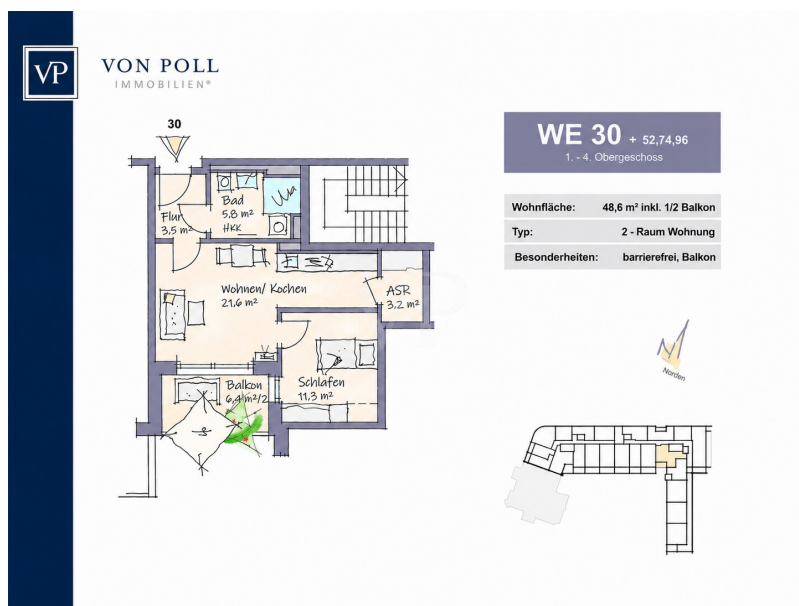 VP
VON POLL
IMMOBILIEN®
30
WE 30 + 52,74,96
1. - 4. Obergeschoss
Wohnfläche: 48,6 m² inkl. 1/2 Balkon
Typ: 2 - Raum Wohnung
Besonderheiten: barrierefrei, Balkon
Bad
5.8 m²
HKK
Flur
3,5 m²
Wohnen/ Kochen
21,6 m²
ASR
3,2 m²
Balkon
6,4 m²/2
Schlafen
11,3 m²
Norden